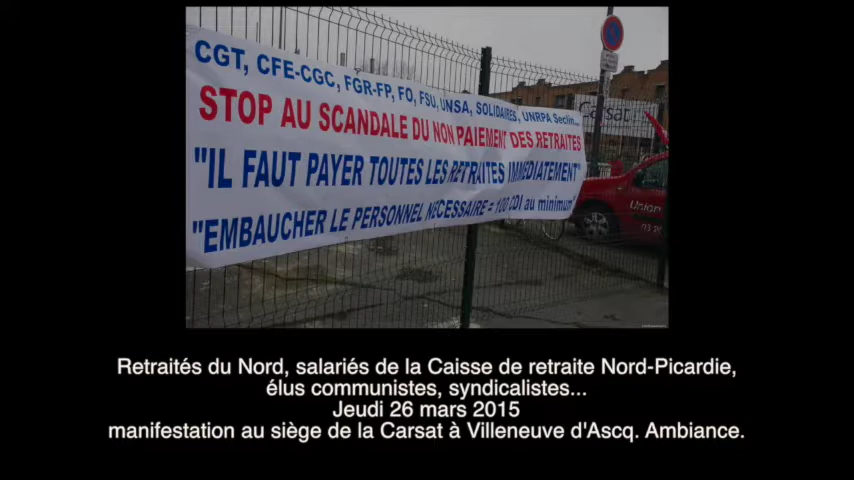 CGT, CFE-CGC, FGR-FP, FO, FSU, UNSA, SOLIDAIRES, UNRPA Seclin...
STOP AU SCANDALE DU NON PAIEMENT DES RETRAITES
"IL FAUT PAYER TOUTES LES RETRAITES IMMEDIATEMENT"
"EMBAUCHER LE PERSONNEL NECESSAIRE = 100 CDI au minimum"
Carsat
Union
Retraités du Nord, salariés de la Caisse de retraite Nord-Picardie,
élus communistes, syndicalistes...
Jeudi 26 mars 2015
manifestation au siège de la Carsat à Villeneuve d'Ascq. Ambiance.